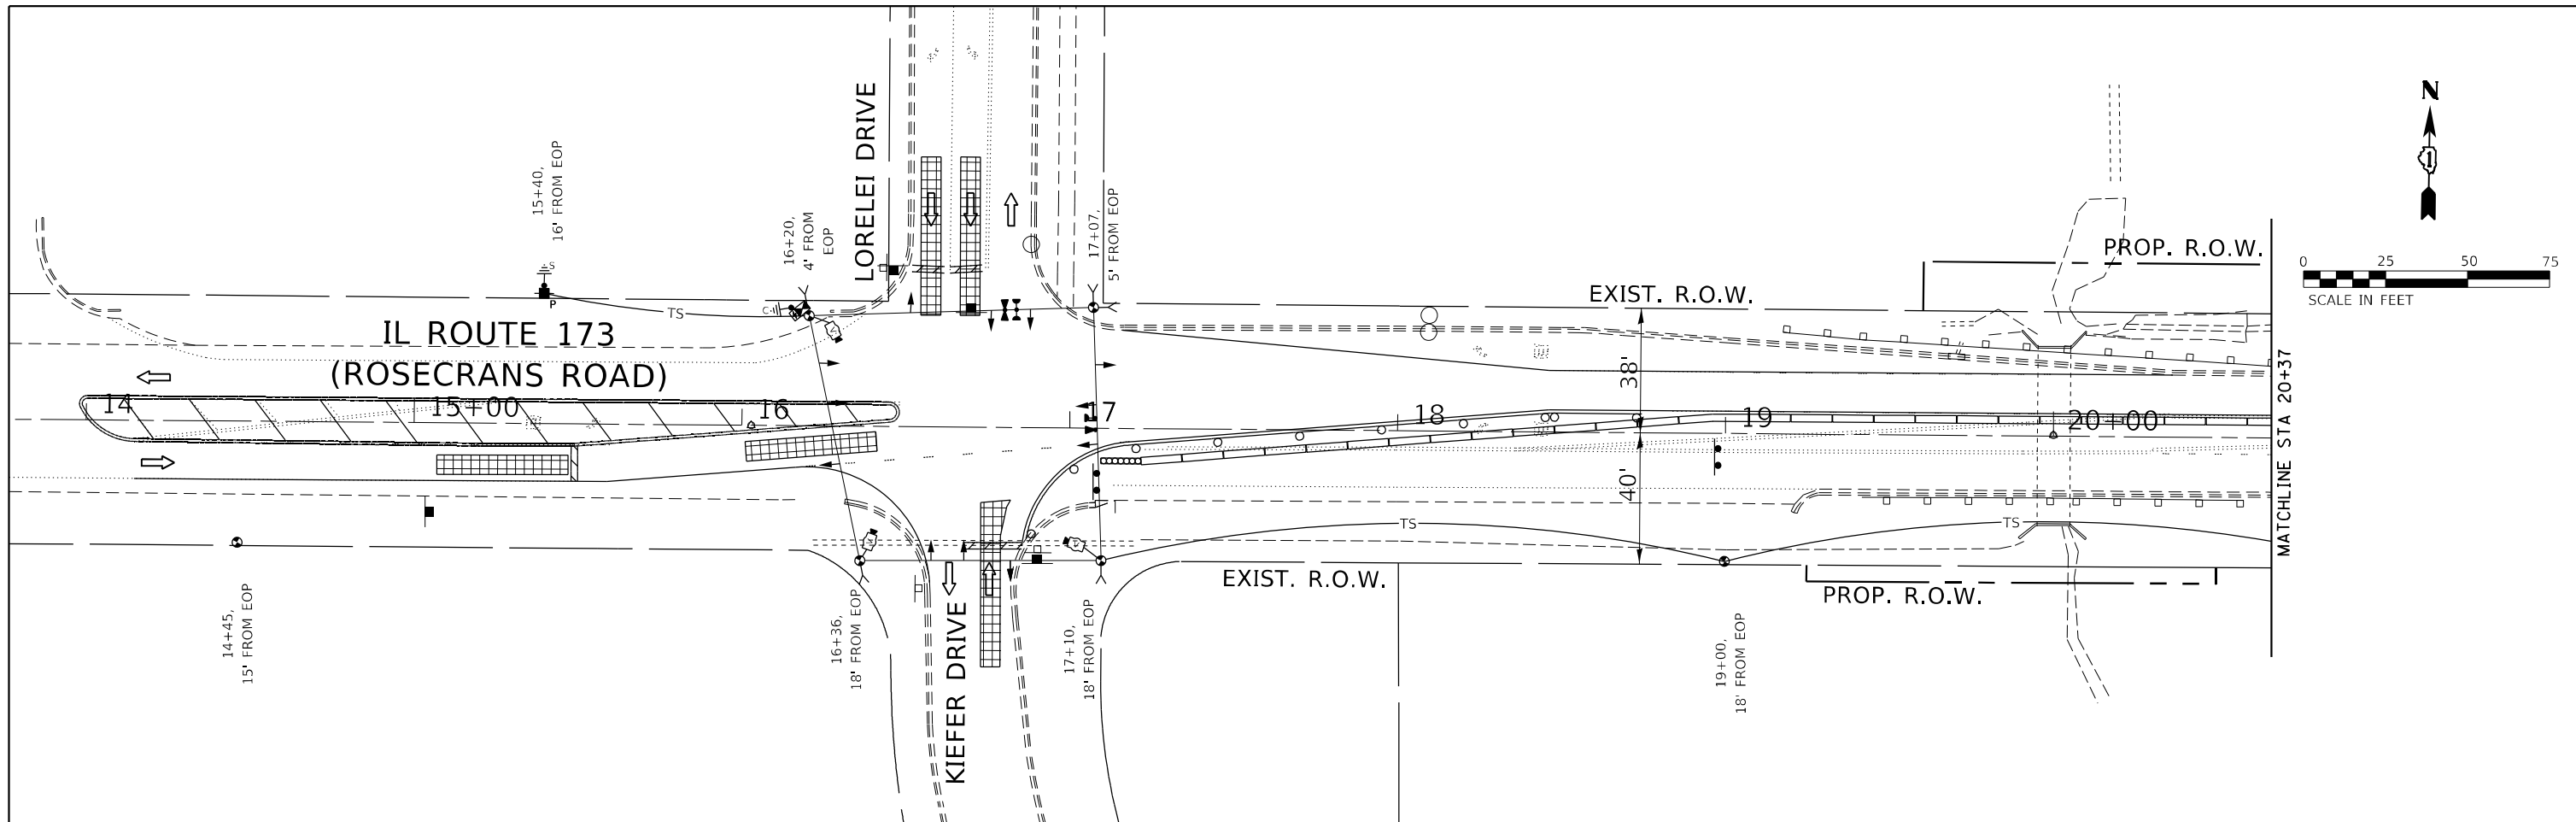 N
1
0 25 50 75
SCALE IN FEET
15+40,
16' FROM EOP
16+20,
4' FROM
EOP
LORELEI DRIVE
17+07,
5' FROM EOP
PROP. R.O.W.
EXIST. R.O.W.
S
P
TS
C
IL ROUTE 173
(ROSECRANS ROAD)
38'
14
15+00
16
17
18
19
20+00
MATCHLINE STA 20+37
40'
TS
TS
EXIST. R.O.W.
PROP. R.O.W.
14+45,
15' FROM EOP
16+36,
18' FROM EOP
KIEFER DRIVE
17+10,
18' FROM EOP
19+00,
18' FROM EOP